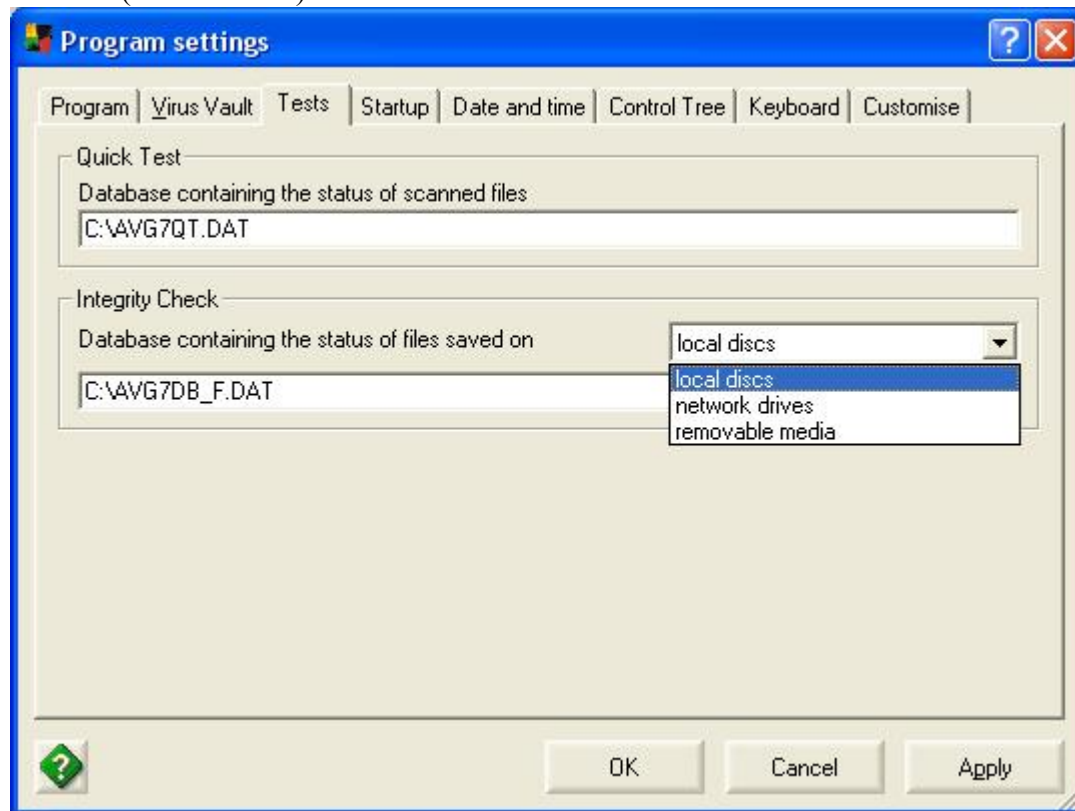 Program settings
Program Virus Vault Tests Startup Date and time Control Tree Keyboard Customise
Quick Test
Database containing the status of scanned files
C:\AVG7QT.DAT
Integrity Check
Database containing the status of files saved on local discs
C:\AVG7DB_F.DAT
local discs
network drives
removable media
OK Cancel Apply